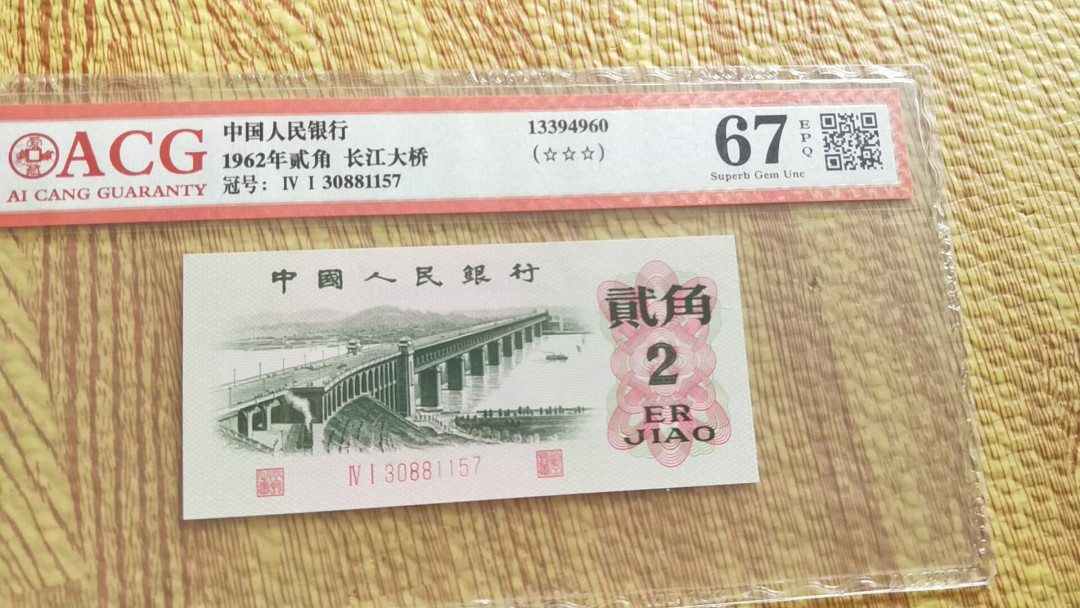 ACG
AI CANG GUARANTY
中国人民银行
1962年贰角 长江大桥
冠号: Ⅳ Ⅰ 30881157
13394960
(☆☆☆)
67
EPQ
Superb Gem Unc
中國人民銀行
貳角
2
ER
JIAO
Ⅳ Ⅰ 30881157